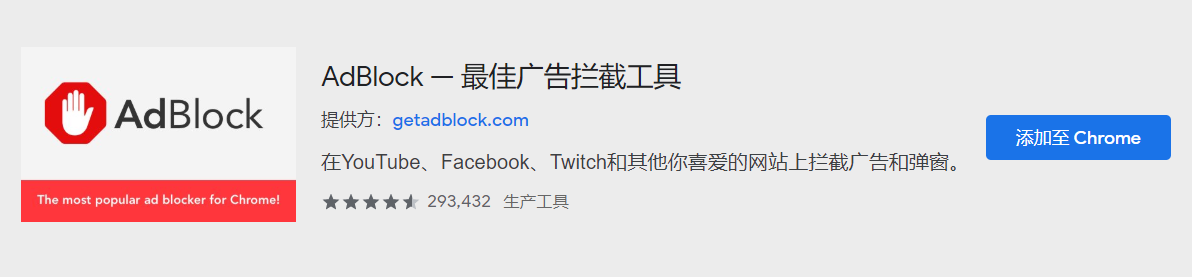 AdBlock
The most popular ad blocker for Chrome!
AdBlock — 最佳广告拦截工具
提供方：getadblock.com
在YouTube、Facebook、Twitch和其他你喜爱的网站上拦截广告和弹窗。
293,432 生产工具
添加至 Chrome